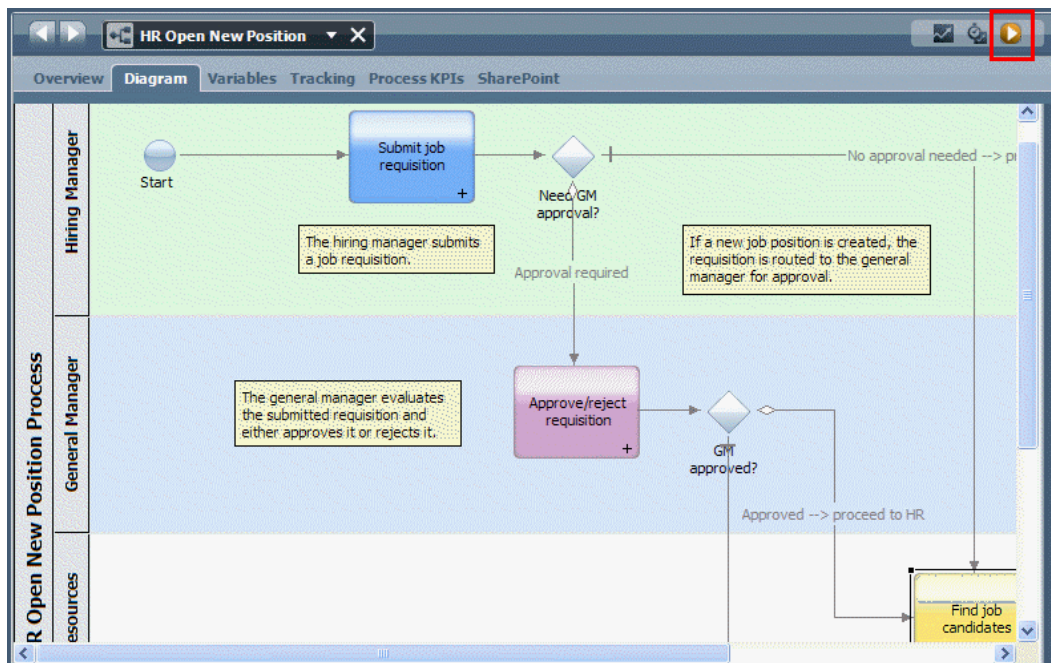 HR Open New Position
Overview
Diagram
Variables
Tracking
Process KPIs
SharePoint
R Open New Position Process
Hiring Manager
Start
Submit job
requisition
Need GM
approval?
No approval needed --> pr
The hiring manager submits
a job requisition.
Approval required
If a new job position is created, the
requisition is routed to the general
manager for approval.
General Manager
The general manager evaluates
the submitted requisition and
either approves it or rejects it.
Approve/reject
requisition
GM
approved?
Approved --> proceed to HR
esources
Find job
candidates